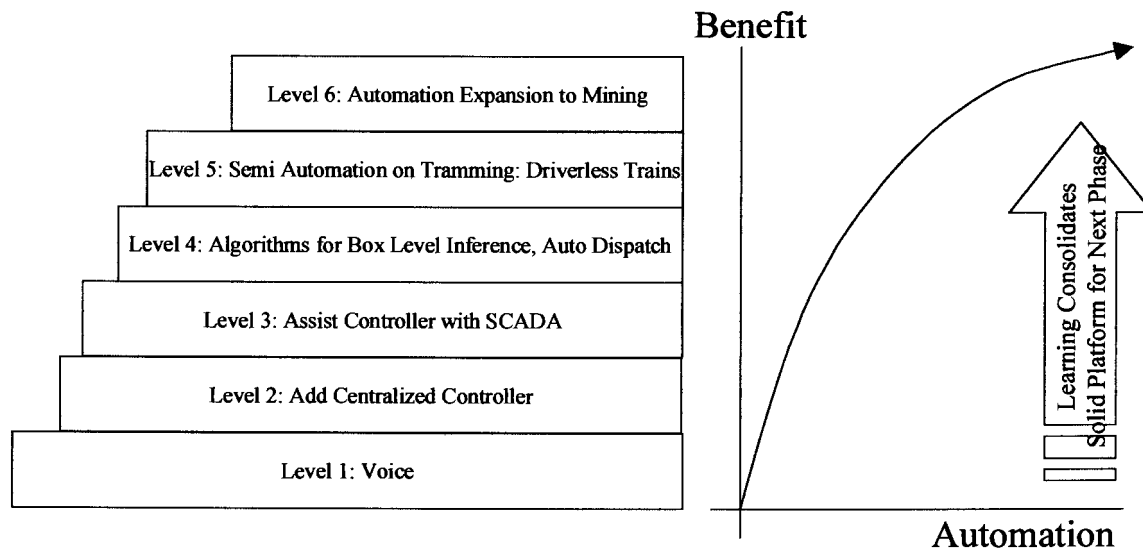 Benefit
Level 6: Automation Expansion to Mining
Level 5: Semi Automation on Tramming: Driverless Trains
Level 4: Algorithms for Box Level Inference, Auto Dispatch
Level 3: Assist Controller with SCADA
Level 2: Add Centralized Controller
Level 1: Voice
Learning Consolidates
Solid Platform for Next Phase
Automation